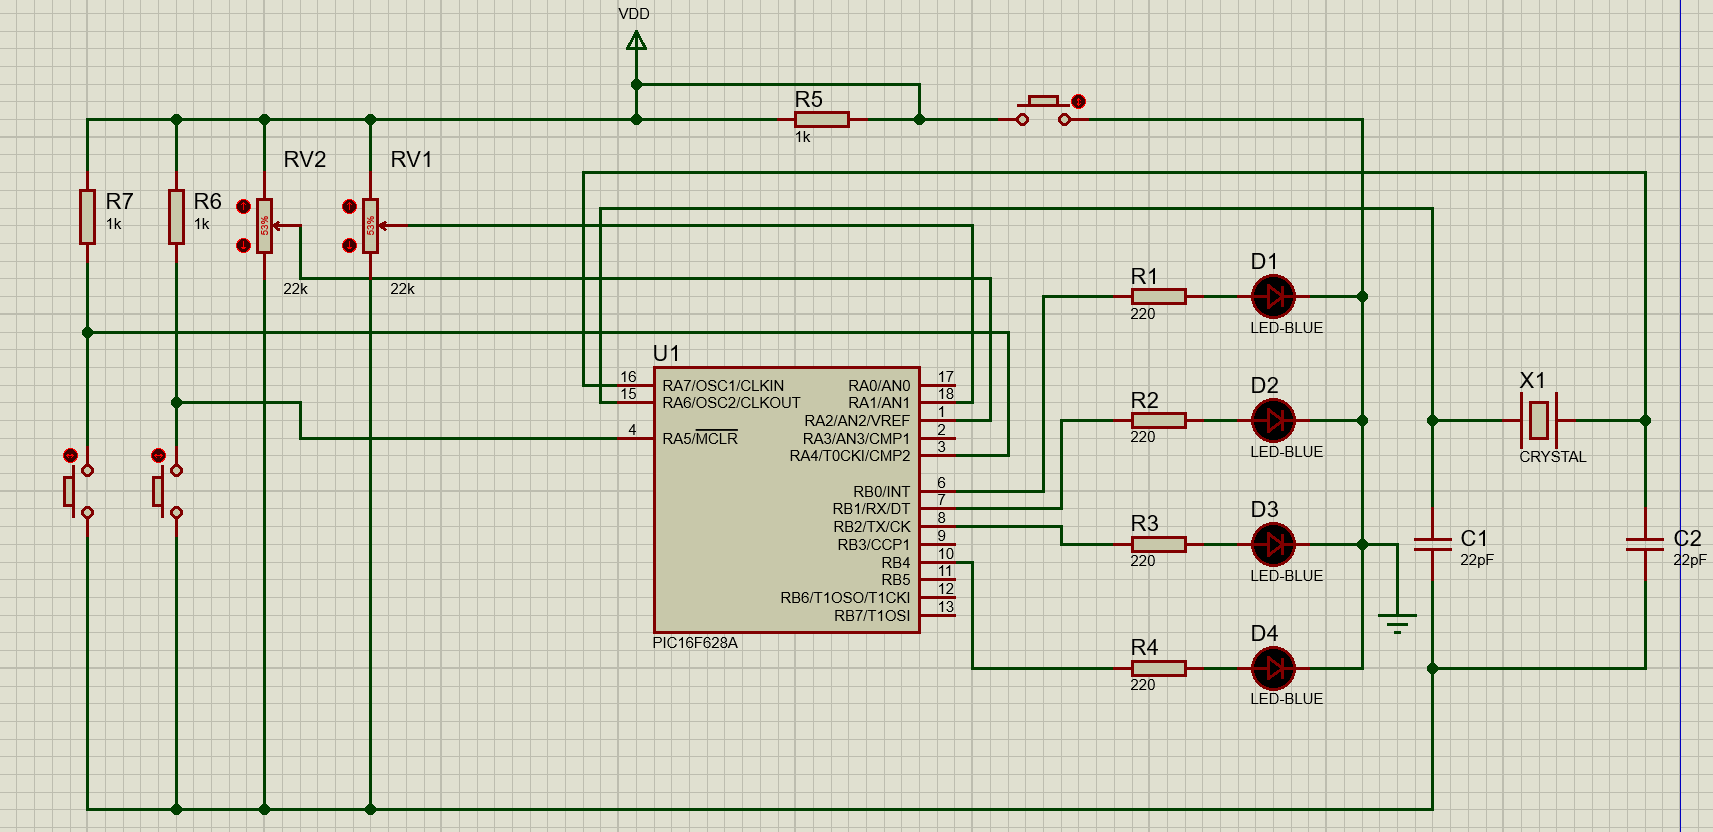 VDD
R5
1k
RV2
RV1
R7
1k
R6
1k
53%
53%
22k
22k
U1
16
RA7/OSC1/CLKIN
15
RA6/OSC2/CLKOUT
4
RA5/MCLR
RA0/AN0
17
RA1/AN1
18
RA2/AN2/VREF
1
RA3/AN3/CMP1
2
RA4/T0CKI/CMP2
3
RB0/INT
6
RB1/RX/DT
7
RB2/TX/CK
8
RB3/CCP1
9
RB4
10
RB5
11
RB6/T1OSO/T1CKI
12
RB7/T1OSI
13
PIC16F628A
R1
220
D1
LED-BLUE
R2
220
D2
LED-BLUE
R3
220
D3
LED-BLUE
R4
220
D4
LED-BLUE
X1
CRYSTAL
C1
22pF
C2
22pF